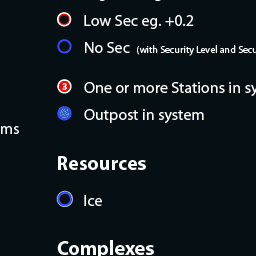 Low Sec eg. +0.2
No Sec (with Security Level and Secu
3 One or more Stations in sy
Outpost in system
ms
Resources
Ice
Complexes